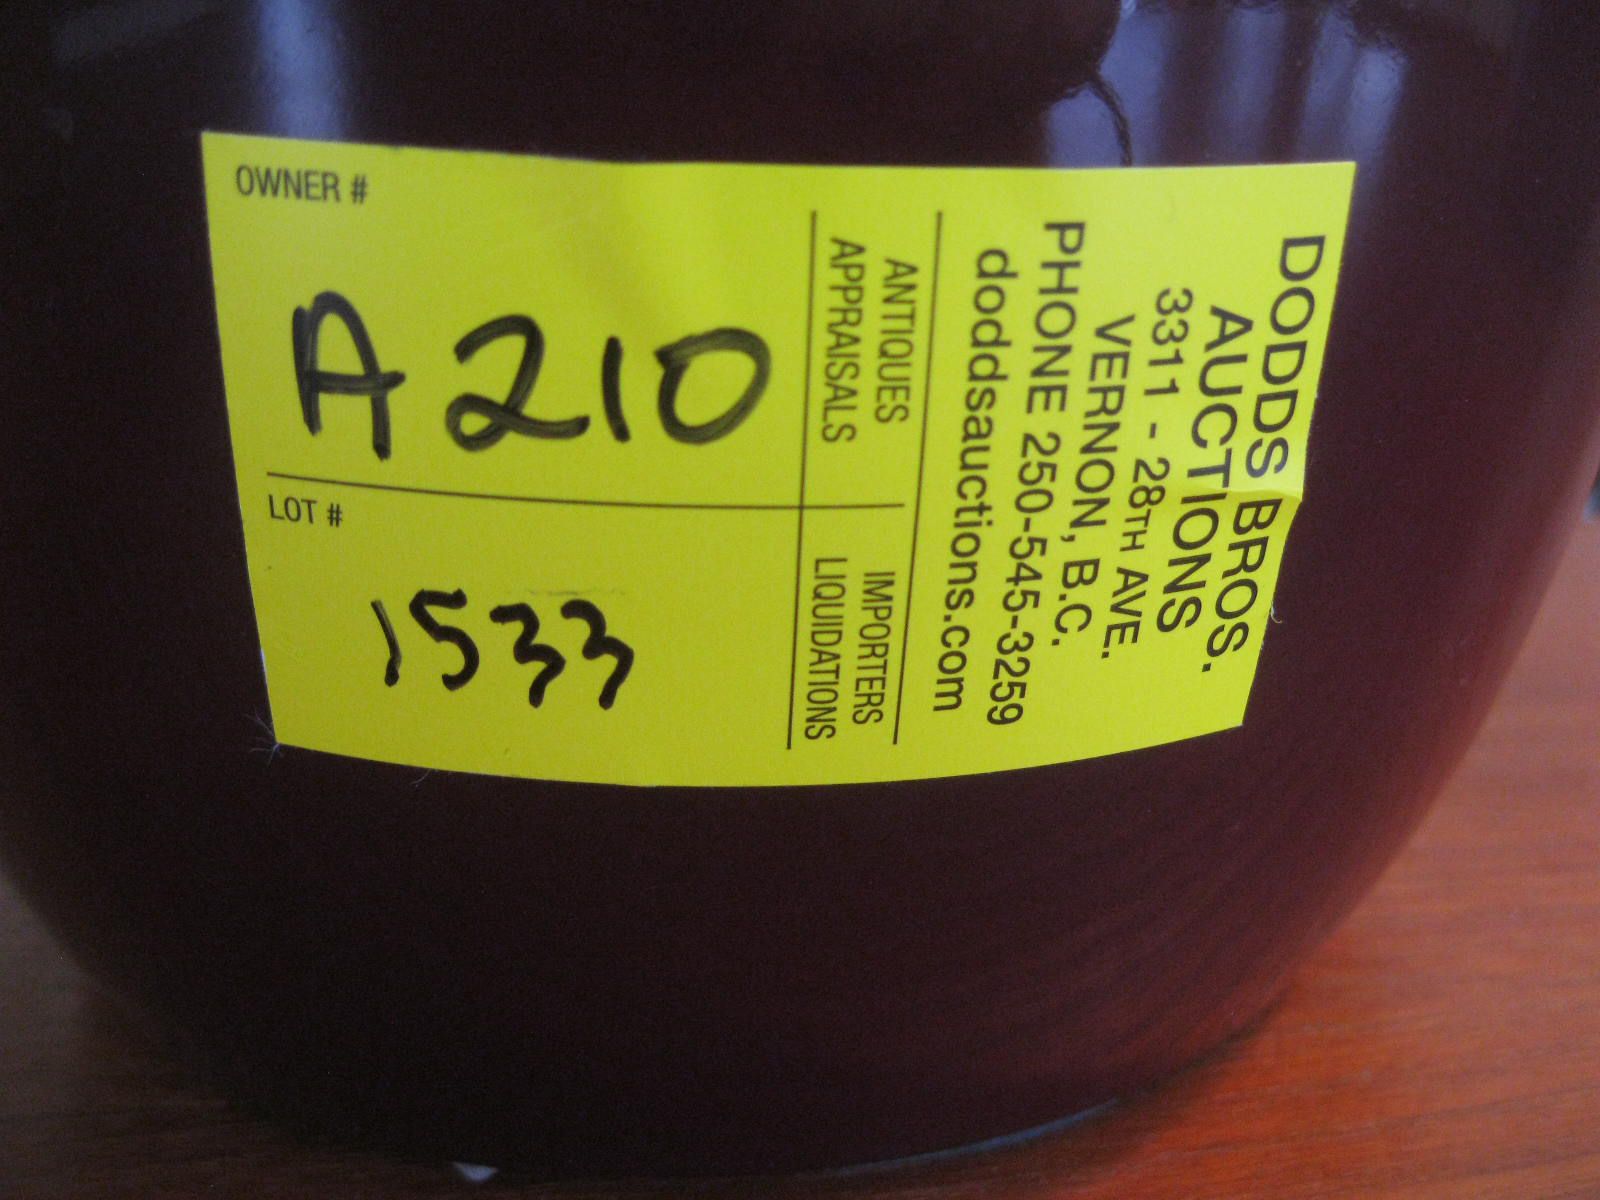 OWNER #
A210
LOT #
1533
ANTIQUES
APPRAISALS
IMPORTERS
LIQUIDATIONS
DODDS BROS.
AUCTIONS
3311 - 28TH AVE.
VERNON, B.C.
PHONE 250-545-3259
doddsauctions.com